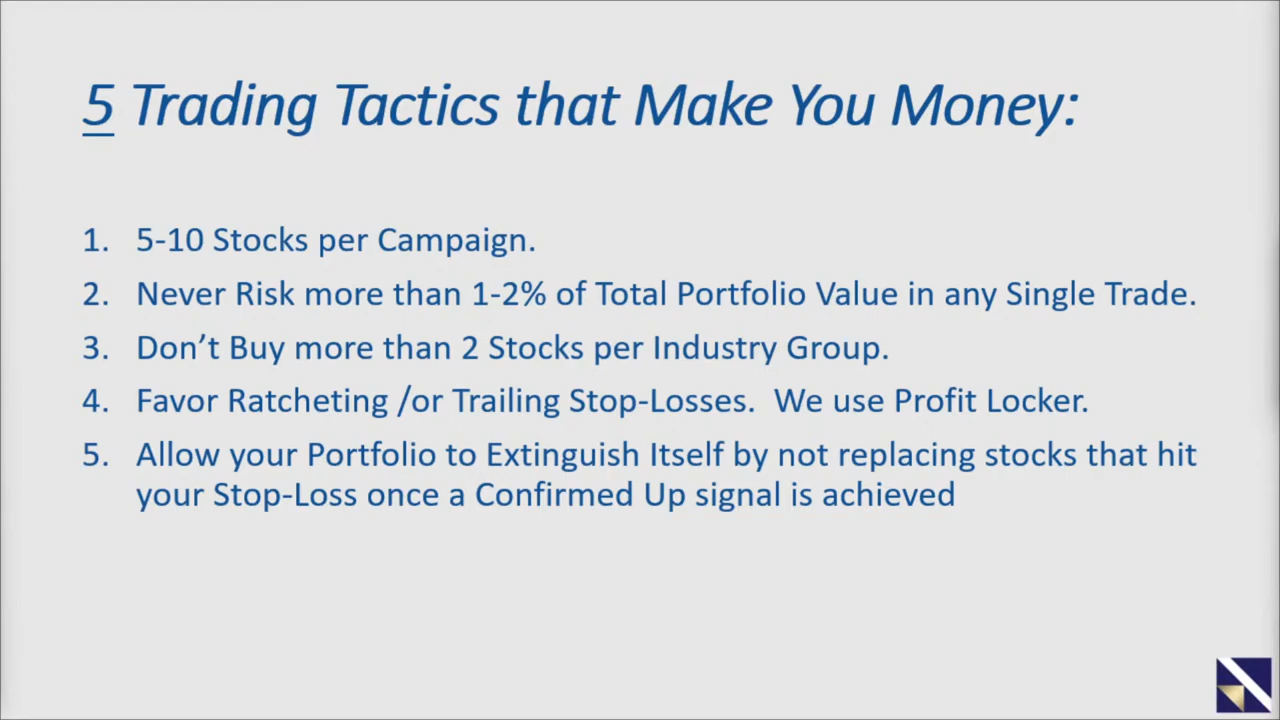 5 Trading Tactics that Make You Money:
1. 5-10 Stocks per Campaign.
2. Never Risk more than 1-2% of Total Portfolio Value in any Single Trade.
3. Don’t Buy more than 2 Stocks per Industry Group.
4. Favor Ratcheting /or Trailing Stop-Losses.  We use Profit Locker.
5. Allow your Portfolio to Extinguish Itself by not replacing stocks that hit
your Stop-Loss once a Confirmed Up signal is achieved